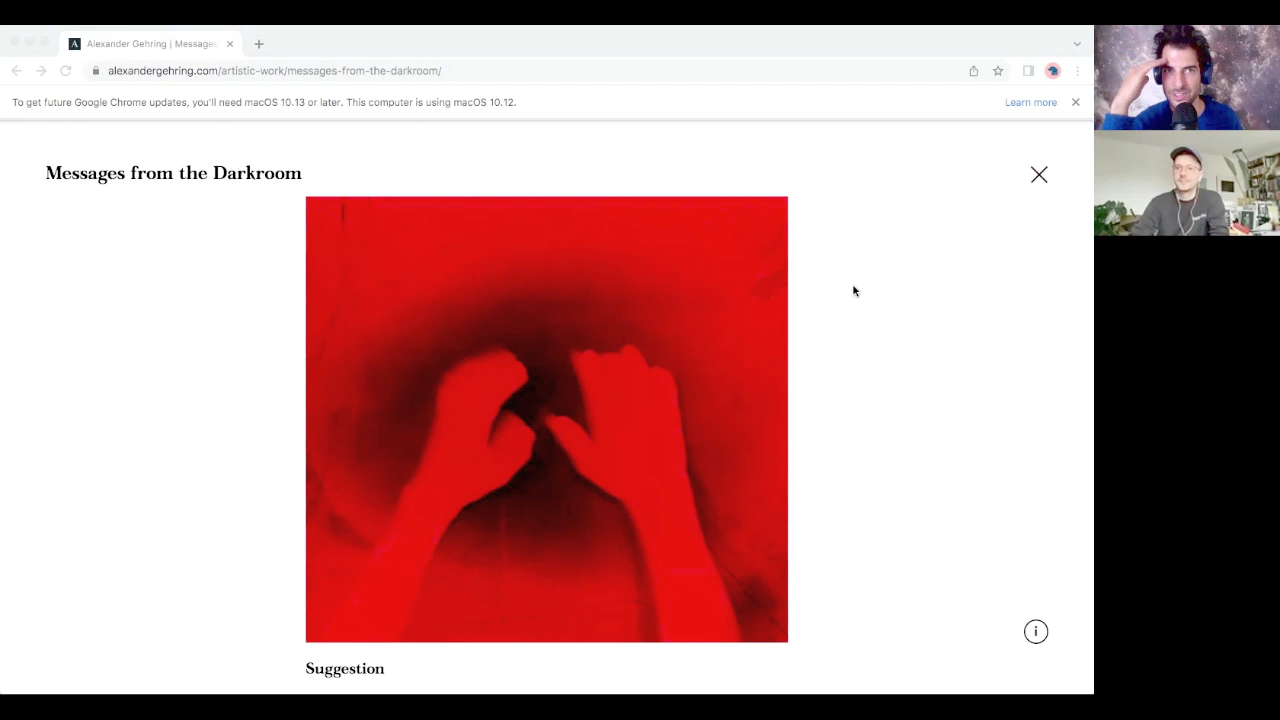 Alexander Gehring | Messages
alexandergehring.com/artistic-work/messages-from-the-darkroom/
To get future Google Chrome updates, you'll need macOS 10.13 or later. This computer is using macOS 10.12.
Learn more
Messages from the Darkroom
i
Suggestion